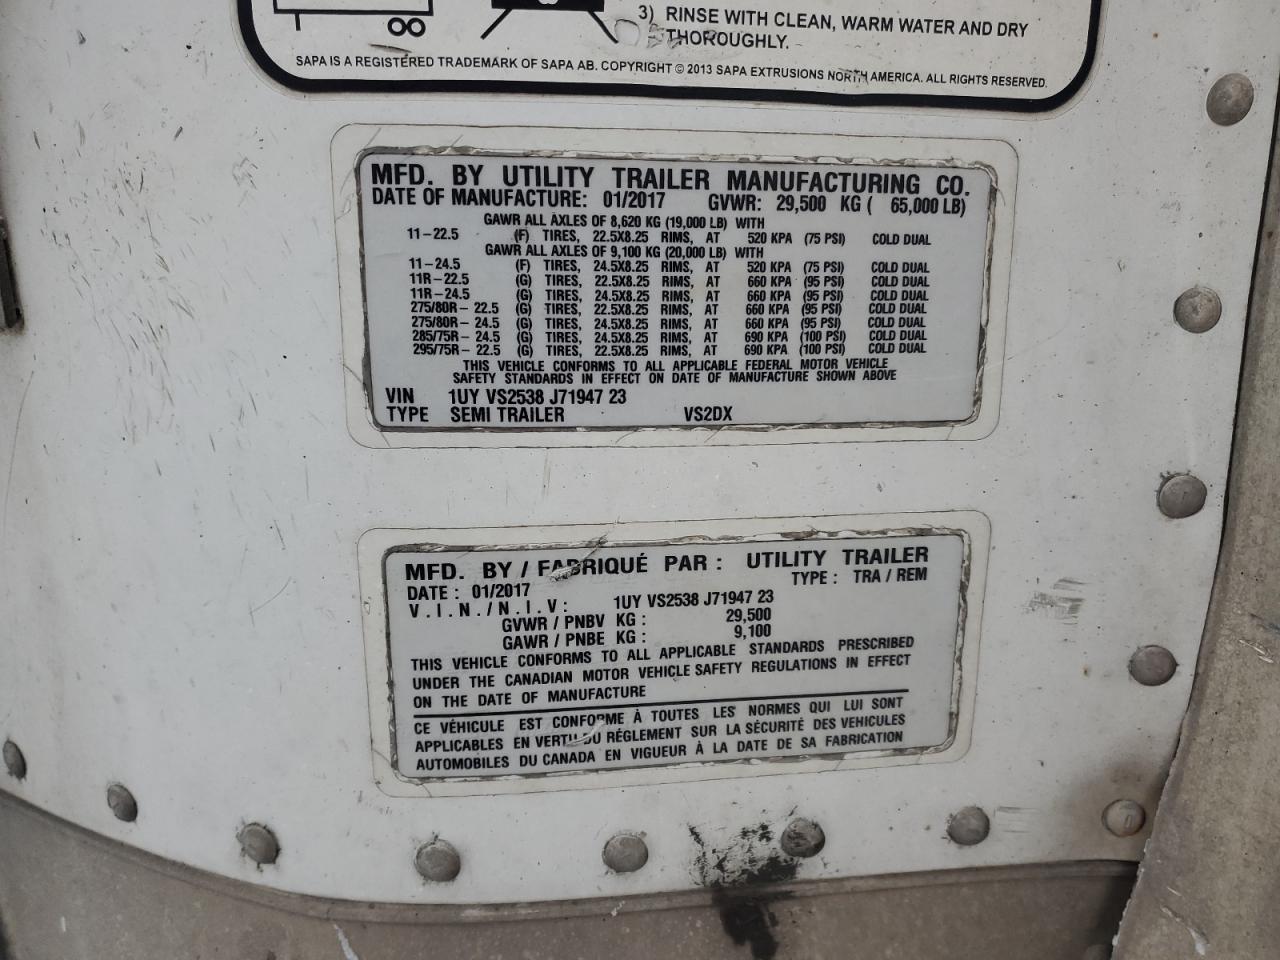 3) RINSE WITH CLEAN, WARM WATER AND DRY
THOROUGHLY.
SAPA IS A REGISTERED TRADEMARK OF SAPA AB. COPYRIGHT © 2013 SAPA EXTRUSIONS NORTH AMERICA. ALL RIGHTS RESERVED.
MFD. BY UTILITY TRAILER MANUFACTURING CO.
DATE OF MANUFACTURE: 01/2017 GVWR: 29,500 KG ( 65,000 LB)
GAWR ALL AXLES OF 8,620 KG (19,000 LB) WITH
11-22.5 (F) TIRES, 22.5X8.25 RIMS, AT 520 KPA (75 PSI) COLD DUAL
GAWR ALL AXLES OF 9,100 KG (20,000 LB) WITH
11-24.5 (F) TIRES, 24.5X8.25 RIMS, AT 520 KPA (75 PSI) COLD DUAL
11R-22.5 (G) TIRES, 22.5X8.25 RIMS, AT 660 KPA (95 PSI) COLD DUAL
11R-24.5 (G) TIRES, 24.5X8.25 RIMS, AT 660 KPA (95 PSI) COLD DUAL
275/80R-22.5 (G) TIRES, 22.5X8.25 RIMS, AT 660 KPA (95 PSI) COLD DUAL
275/80R-24.5 (G) TIRES, 24.5X8.25 RIMS, AT 660 KPA (95 PSI) COLD DUAL
285/75R-24.5 (G) TIRES, 24.5X8.25 RIMS, AT 690 KPA (100 PSI) COLD DUAL
295/75R-22.5 (G) TIRES, 22.5X8.25 RIMS, AT 690 KPA (100 PSI) COLD DUAL
THIS VEHICLE CONFORMS TO ALL APPLICABLE FEDERAL MOTOR VEHICLE
SAFETY STANDARDS IN EFFECT ON DATE OF MANUFACTURE SHOWN ABOVE
VIN 1UY VS2538 J71947 23
TYPE SEMI TRAILER VS2DX
MFD. BY / FABRIQUÉ PAR : UTILITY TRAILER
DATE : 01/2017 TYPE : TRA / REM
V.I.N./N.I.V: 1UY VS2538 J71947 23
GVWR / PNBV KG : 29,500
GAWR / PNBE KG : 9,100
THIS VEHICLE CONFORMS TO ALL APPLICABLE STANDARDS PRESCRIBED
UNDER THE CANADIAN MOTOR VEHICLE SAFETY REGULATIONS IN EFFECT
ON THE DATE OF MANUFACTURE
CE VÉHICULE EST CONFORME À TOUTES LES NORMES QUI LUI SONT
APPLICABLES EN VERTU DU RÉGLEMENT SUR LA SÉCURITÉ DES VEHICULES
AUTOMOBILES DU CANADA EN VIGUEUR À LA DATE DE SA FABRICATION